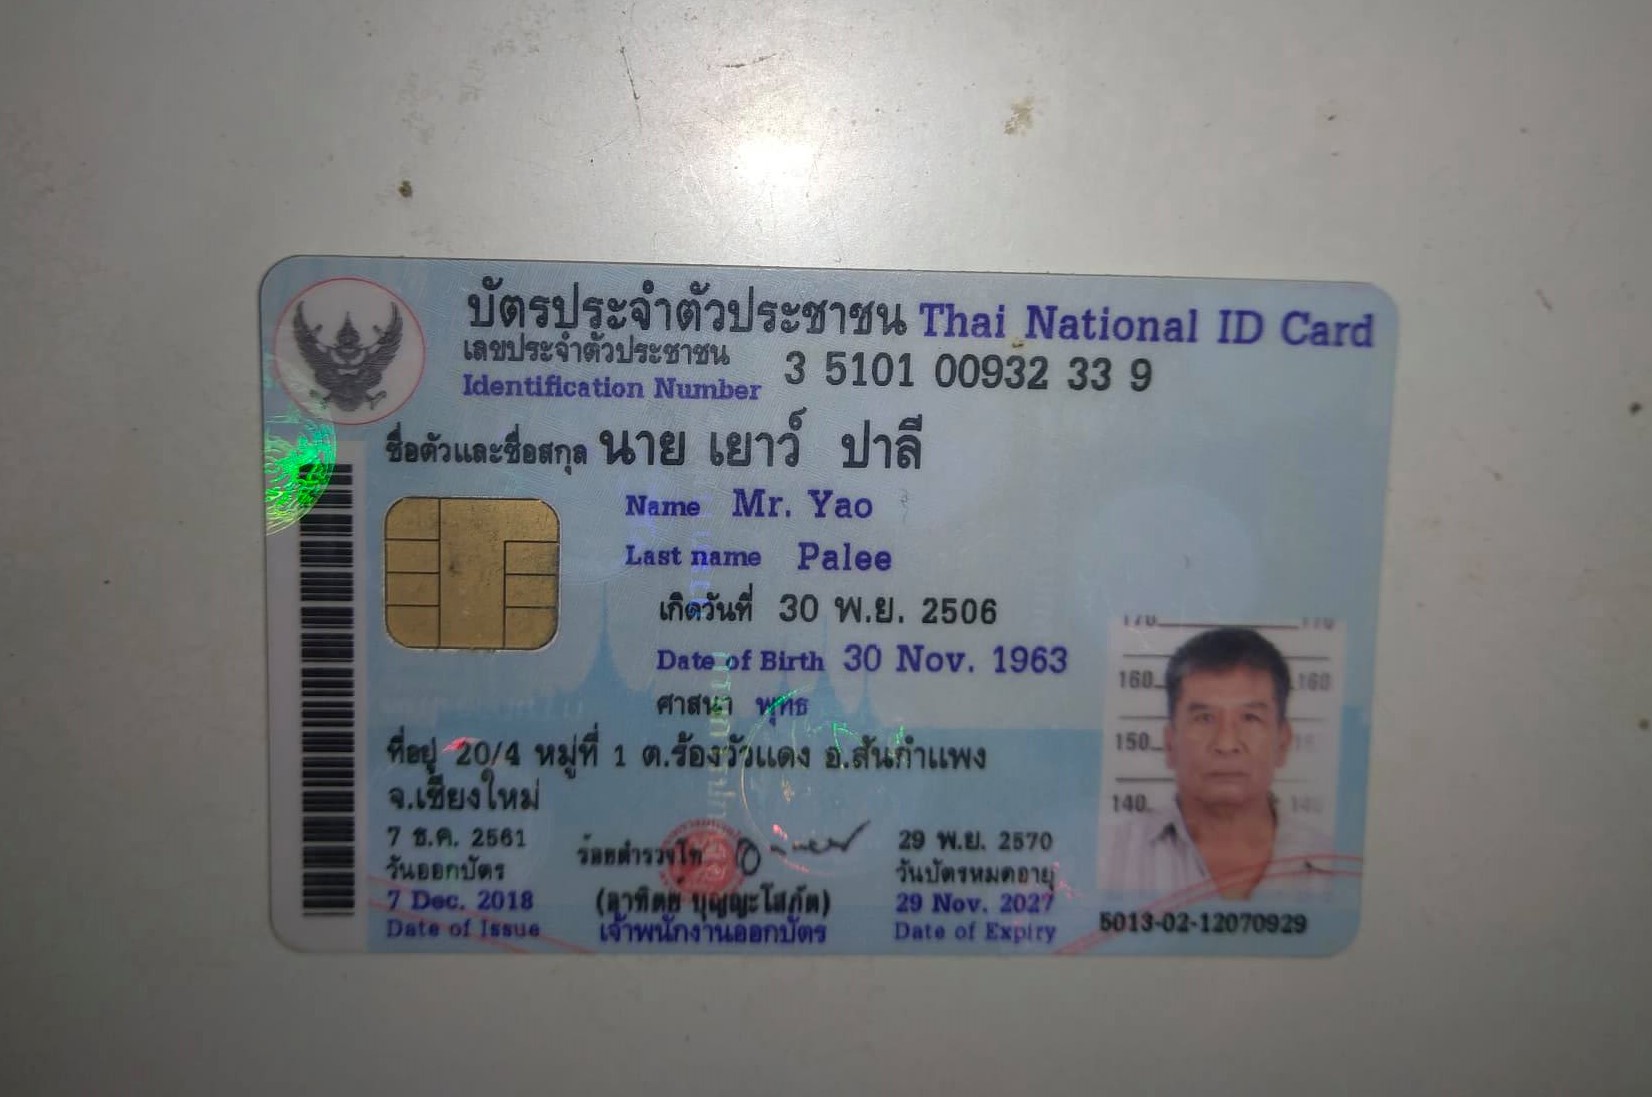 บัตรประจำตัวประชาชน Thai National ID Card
เลขประจำตัวประชาชน
Identification Number 3 5101 00932 33 9
ชื่อตัวและชื่อสกุล นาย เยาว์ ปาลี
Name Mr. Yao
Last name Palee
เกิดวันที่ 30 พ.ย. 2506
Date of Birth 30 Nov. 1963
ศาสนา พุทธ
ที่อยู่ 20/4 หมู่ที่ 1 ต.ร้องวัวแดง อ.สันกำแพง
จ.เชียงใหม่
7 ธ.ค. 2561
วันออกบัตร
7 Dec. 2018
Date of Issue
ร้อยตำรวจโท
(อาทิตย์ บุญญะโสภัต)
เจ้าพนักงานออกบัตร
29 พ.ย. 2570
วันบัตรหมดอายุ
29 Nov. 2027
Date of Expiry
160 160
150
140 140
5013-02-12070929